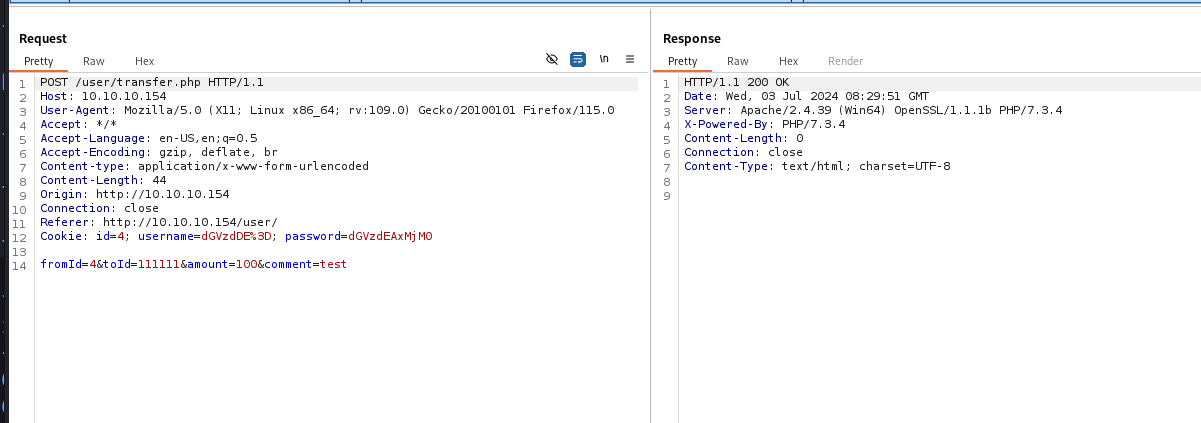 Request
Pretty Raw Hex \n
1 POST /user/transfer.php HTTP/1.1
2 Host: 10.10.10.154
3 User-Agent: Mozilla/5.0 (X11; Linux x86_64; rv:109.0) Gecko/20100101 Firefox/115.0
4 Accept: */*
5 Accept-Language: en-US,en;q=0.5
6 Accept-Encoding: gzip, deflate, br
7 Content-type: application/x-www-form-urlencoded
8 Content-Length: 44
9 Origin: http://10.10.10.154
10 Connection: close
11 Referer: http://10.10.10.154/user/
12 Cookie: id=4; username=dGVzdDE%3D; password=dGVzdEAxMjM0
13
14 fromId=4&toId=111111&amount=100&comment=test
Response
Pretty Raw Hex Render
1 HTTP/1.1 200 OK
2 Date: Wed, 03 Jul 2024 08:29:51 GMT
3 Server: Apache/2.4.39 (Win64) OpenSSL/1.1.1b PHP/7.3.4
4 X-Powered-By: PHP/7.3.4
5 Content-Length: 0
6 Connection: close
7 Content-Type: text/html; charset=UTF-8
8
9